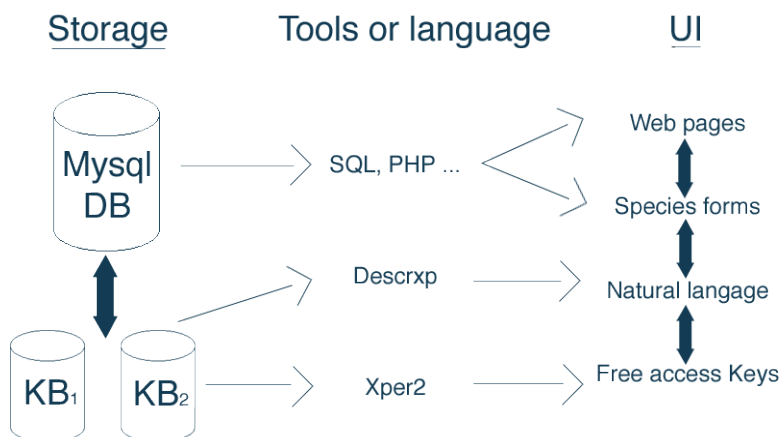 Storage
Tools or language
UI
Mysql
DB
SQL, PHP ...
Web pages
Species forms
Descrxp
Natural langage
KB1
KB2
Xper2
Free access Keys